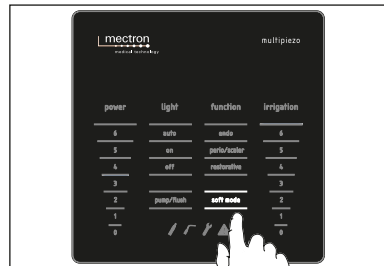 mectron
medical technology
multipiezo
power light function irrigation
6 auto endo 6
5 on perio/scaler 5
4 off restorative 4
3 3
2 pump/flush soft mode 2
1 1
0 0